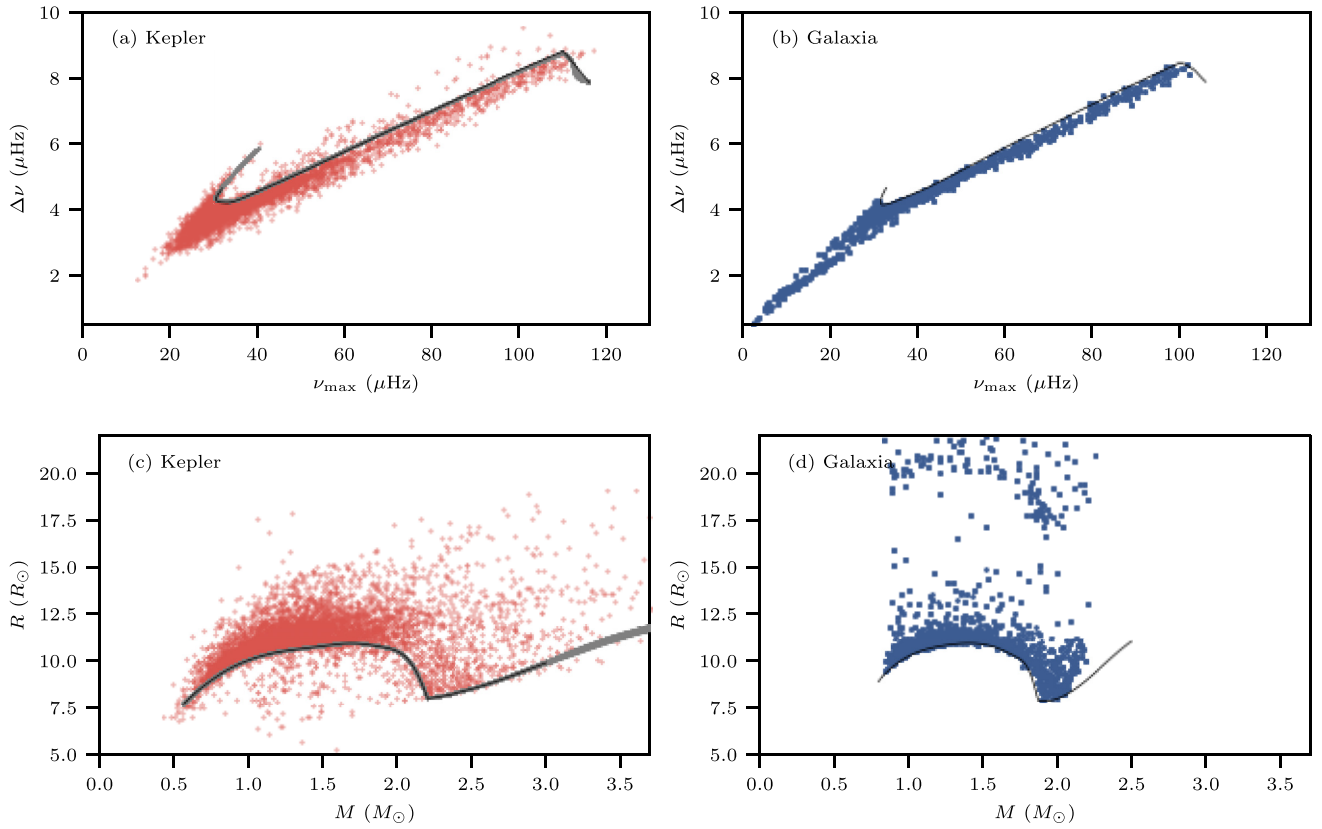 (a) Kepler
(b) Galaxia
10
8
6
4
2
Δν (μHz)
0 20 40 60 80 100 120
ν_max (μHz)
10
8
6
4
2
Δν (μHz)
0 20 40 60 80 100 120
ν_max (μHz)
(c) Kepler
(d) Galaxia
20.0
17.5
15.0
12.5
10.0
7.5
5.0
R (R⊙)
0.0 0.5 1.0 1.5 2.0 2.5 3.0 3.5
M (M⊙)
20.0
17.5
15.0
12.5
10.0
7.5
5.0
R (R⊙)
0.0 0.5 1.0 1.5 2.0 2.5 3.0 3.5
M (M⊙)